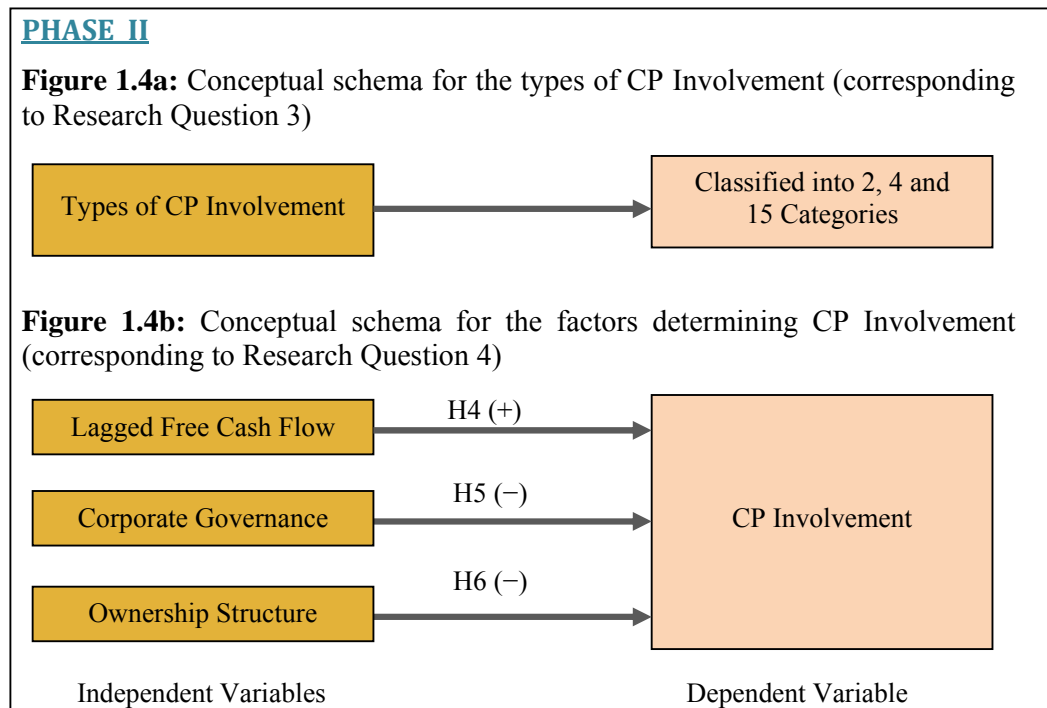 PHASE II
Figure 1.4a: Conceptual schema for the types of CP Involvement (corresponding
to Research Question 3)
Types of CP Involvement
Classified into 2, 4 and
15 Categories
Figure 1.4b: Conceptual schema for the factors determining CP Involvement
(corresponding to Research Question 4)
Lagged Free Cash Flow
H4 (+)
Corporate Governance
H5 (−)
CP Involvement
Ownership Structure
H6 (−)
Independent Variables
Dependent Variable